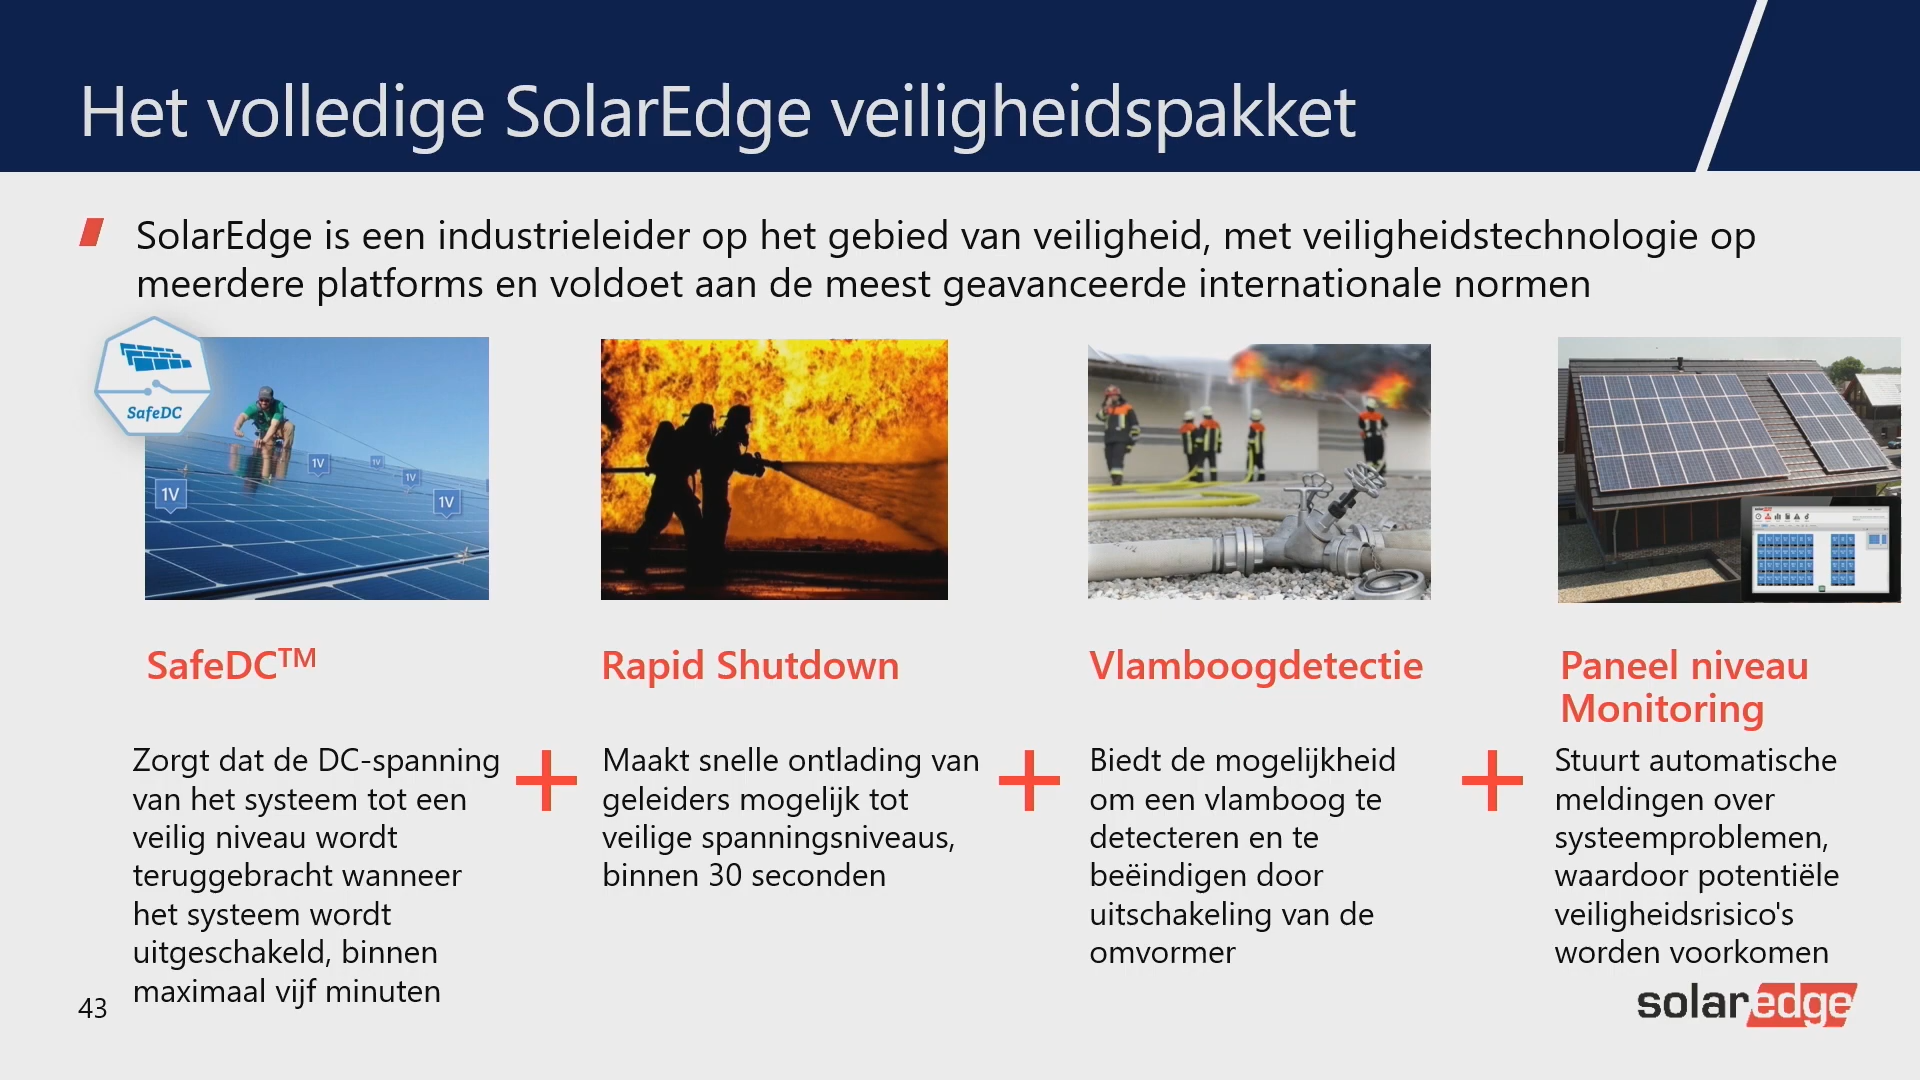 Het volledige SolarEdge veiligheidspakket
SolarEdge is een industrieleider op het gebied van veiligheid, met veiligheidstechnologie op
meerdere platforms en voldoet aan de meest geavanceerde internationale normen
SafeDC
1V
1V
1V
1V
1V
SafeDC™
Zorgt dat de DC-spanning
van het systeem tot een
veilig niveau wordt
teruggebracht wanneer
het systeem wordt
uitgeschakeld, binnen
maximaal vijf minuten
+
Rapid Shutdown
Maakt snelle ontlading van
geleiders mogelijk tot
veilige spanningsniveaus,
binnen 30 seconden
+
Vlamboogdetectie
Biedt de mogelijkheid
om een vlamboog te
detecteren en te
beëindigen door
uitschakeling van de
omvormer
+
Paneel niveau
Monitoring
Stuurt automatische
meldingen over
systeemproblemen,
waardoor potentiële
veiligheidsrisico's
worden voorkomen
43
solaredge